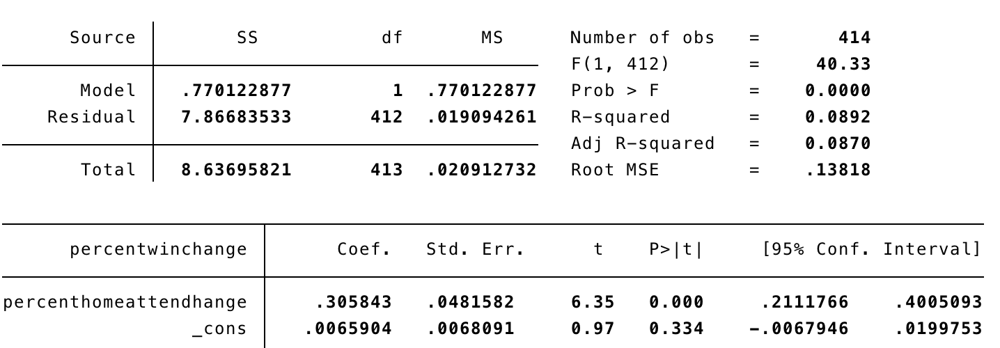 Source SS df MS Number of obs = 414
F(1, 412) = 40.33
Model .770122877 1 .770122877 Prob > F = 0.0000
Residual 7.86683533 412 .019094261 R-squared = 0.0892
Adj R-squared = 0.0870
Total 8.63695821 413 .020912732 Root MSE = .13818
percentwinchange Coef. Std. Err. t P>|t| [95% Conf. Interval]
percenthomeattendhange .305843 .0481582 6.35 0.000 .2111766 .4005093
_cons .0065904 .0068091 0.97 0.334 -.0067946 .0199753